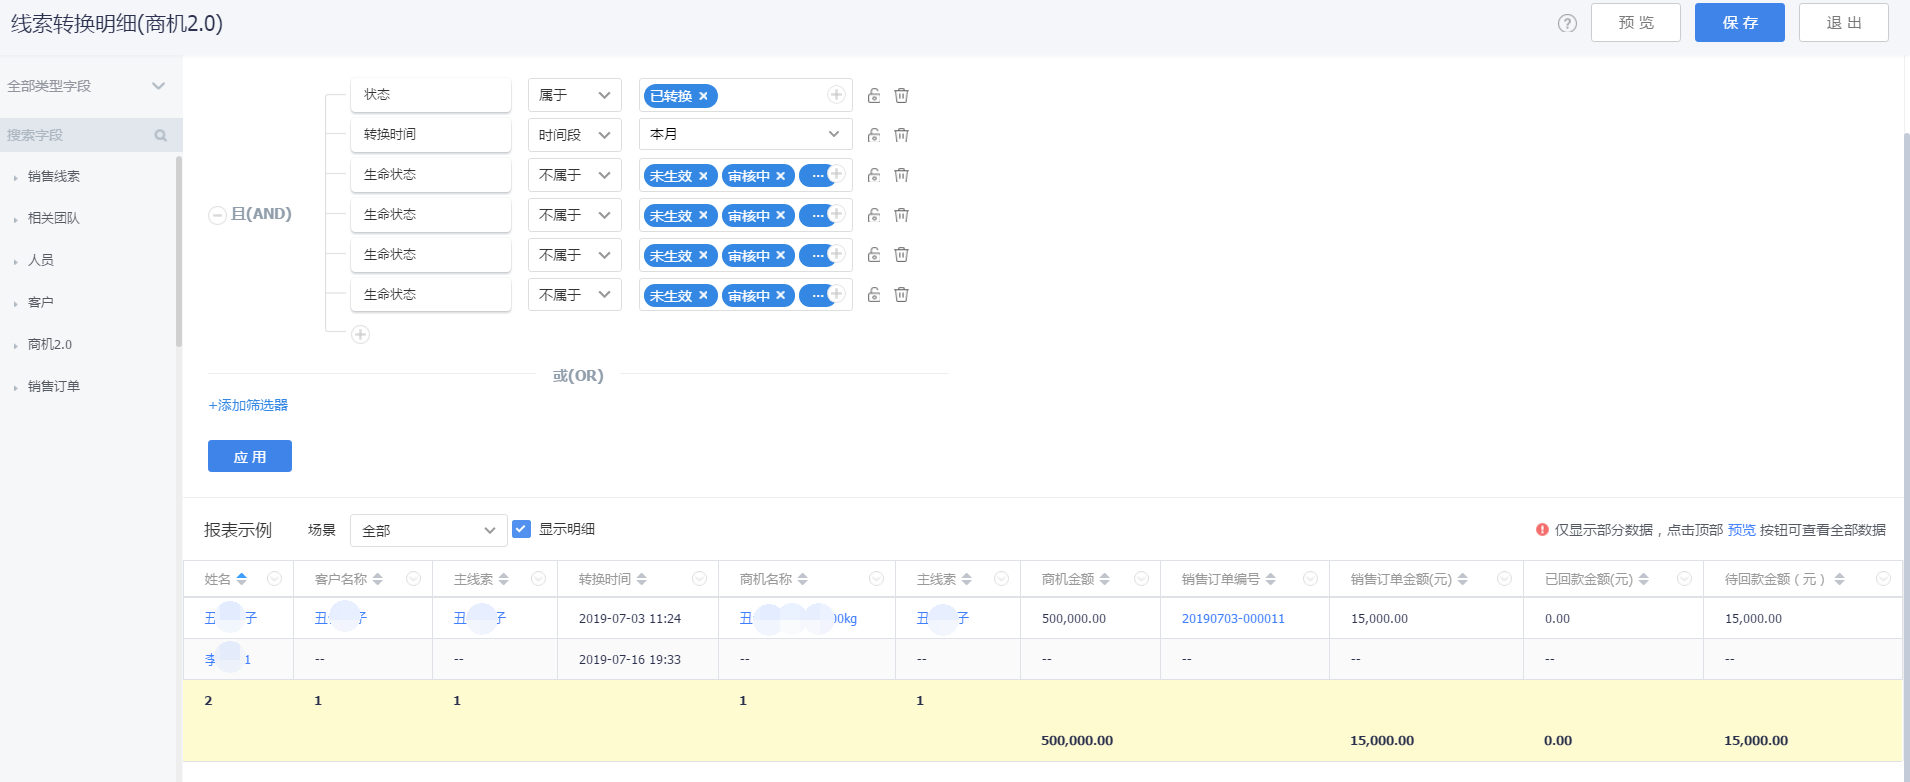 线索转换明细(商机2.0)
预 览
保 存
退 出
全部类型字段
搜索字段
销售线索
相关团队
人员
客户
商机2.0
销售订单
且(AND)
状态 属于 已转换
转换时间 时间段 本月
生命状态 不属于 未生效 审核中 ...
生命状态 不属于 未生效 审核中 ...
生命状态 不属于 未生效 审核中 ...
生命状态 不属于 未生效 审核中 ...
或(OR)
+添加筛选器
应 用
报表示例 场景 全部 显示明细 仅显示部分数据，点击顶部 预览 按钮可查看全部数据
姓名 客户名称 主线索 转换时间 商机名称 主线索 商机金额 销售订单编号 销售订单金额(元) 已回款金额(元) 待回款金额（元）
丑 子 丑 子 丑 子 2019-07-03 11:24 丑 00kg 丑 子 500,000.00 20190703-000011 15,000.00 0.00 15,000.00
李 1 -- -- 2019-07-16 19:33 -- -- -- -- -- -- --
2 1 1 1 1
500,000.00 15,000.00 0.00 15,000.00